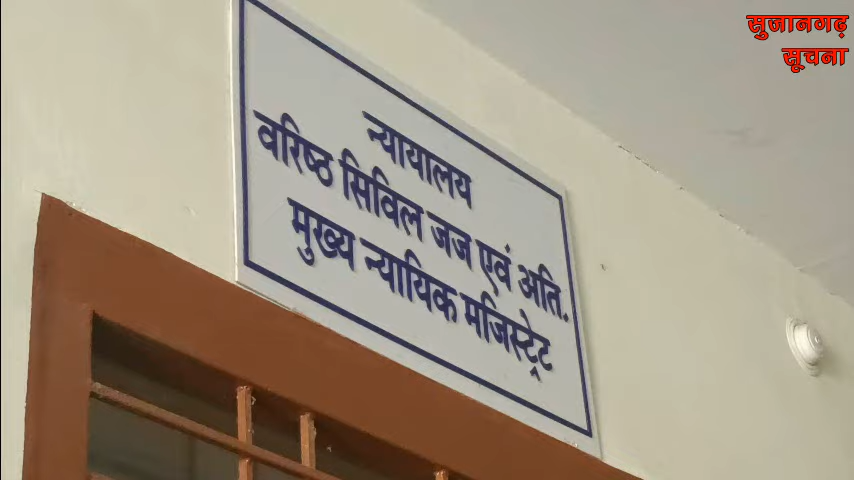 सुजानगढ़
सूचना
न्यायालय
वरिष्ठ सिविल जज एवं अति.
मुख्य न्यायिक मजिस्ट्रेट